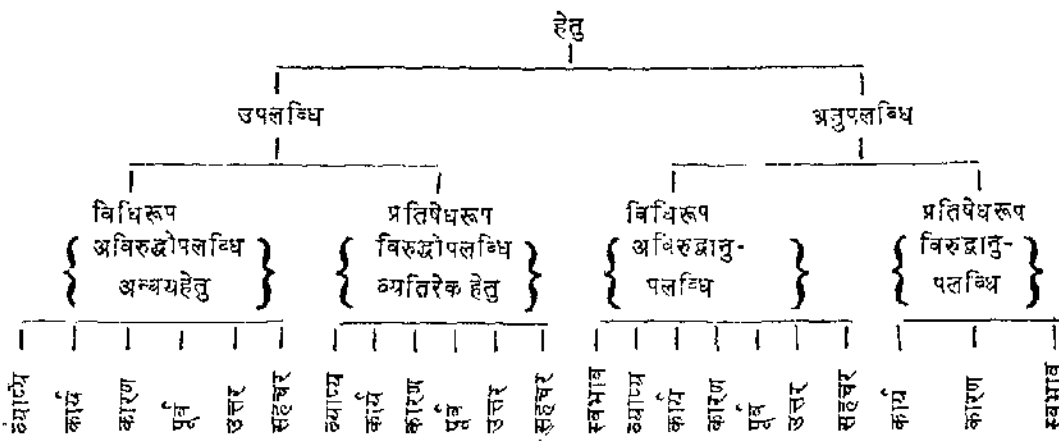 हेतु
उपलब्धि अनुपलब्धि
विधिरूप प्रतिषेधरूप विधिरूप प्रतिषेधरूप
{ अविरुद्धोपलब्धि } { विरुद्धोपलब्धि } { अविरुद्वानु- } { विरुद्वानु- }
अन्वयहेतु व्यतिरेक हेतु पलब्धि पलब्धि
व्याप्य कार्य कारण पूर्व उत्तर सहचर व्याप्य कार्य कारण पूर्व उत्तर सहचर स्वभाव व्याप्य कार्य कारण पूर्व उत्तर सहचर कार्य कारण स्वभाव